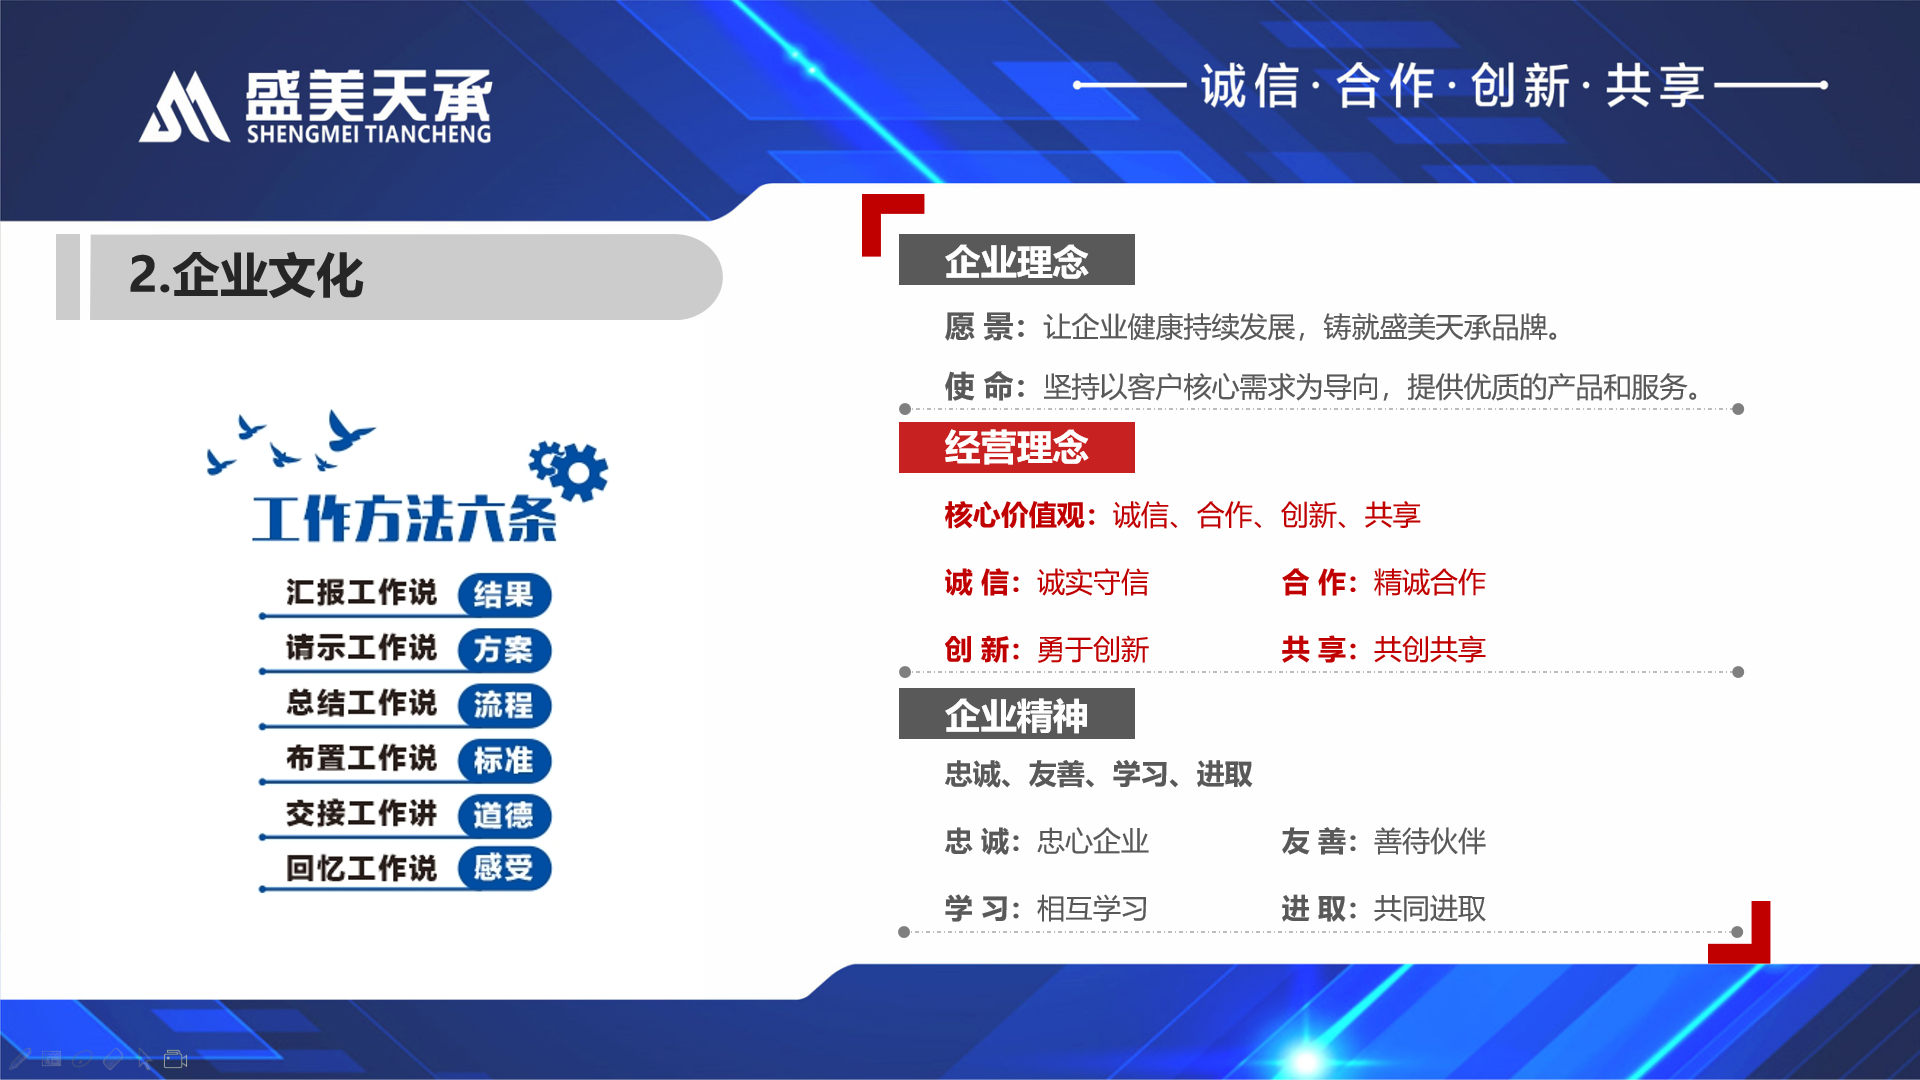 盛美天承
SHENGMEI TIANCHENG
诚信·合作·创新·共享
2.企业文化
工作方法六条
汇报工作说 结果
请示工作说 方案
总结工作说 流程
布置工作说 标准
交接工作讲 道德
回忆工作说 感受
企业理念
愿 景：让企业健康持续发展，铸就盛美天承品牌。
使 命：坚持以客户核心需求为导向，提供优质的产品和服务。
经营理念
核心价值观：诚信、合作、创新、共享
诚 信：诚实守信 合 作：精诚合作
创 新：勇于创新 共 享：共创共享
企业精神
忠诚、友善、学习、进取
忠 诚：忠心企业 友 善：善待伙伴
学 习：相互学习 进 取：共同进取